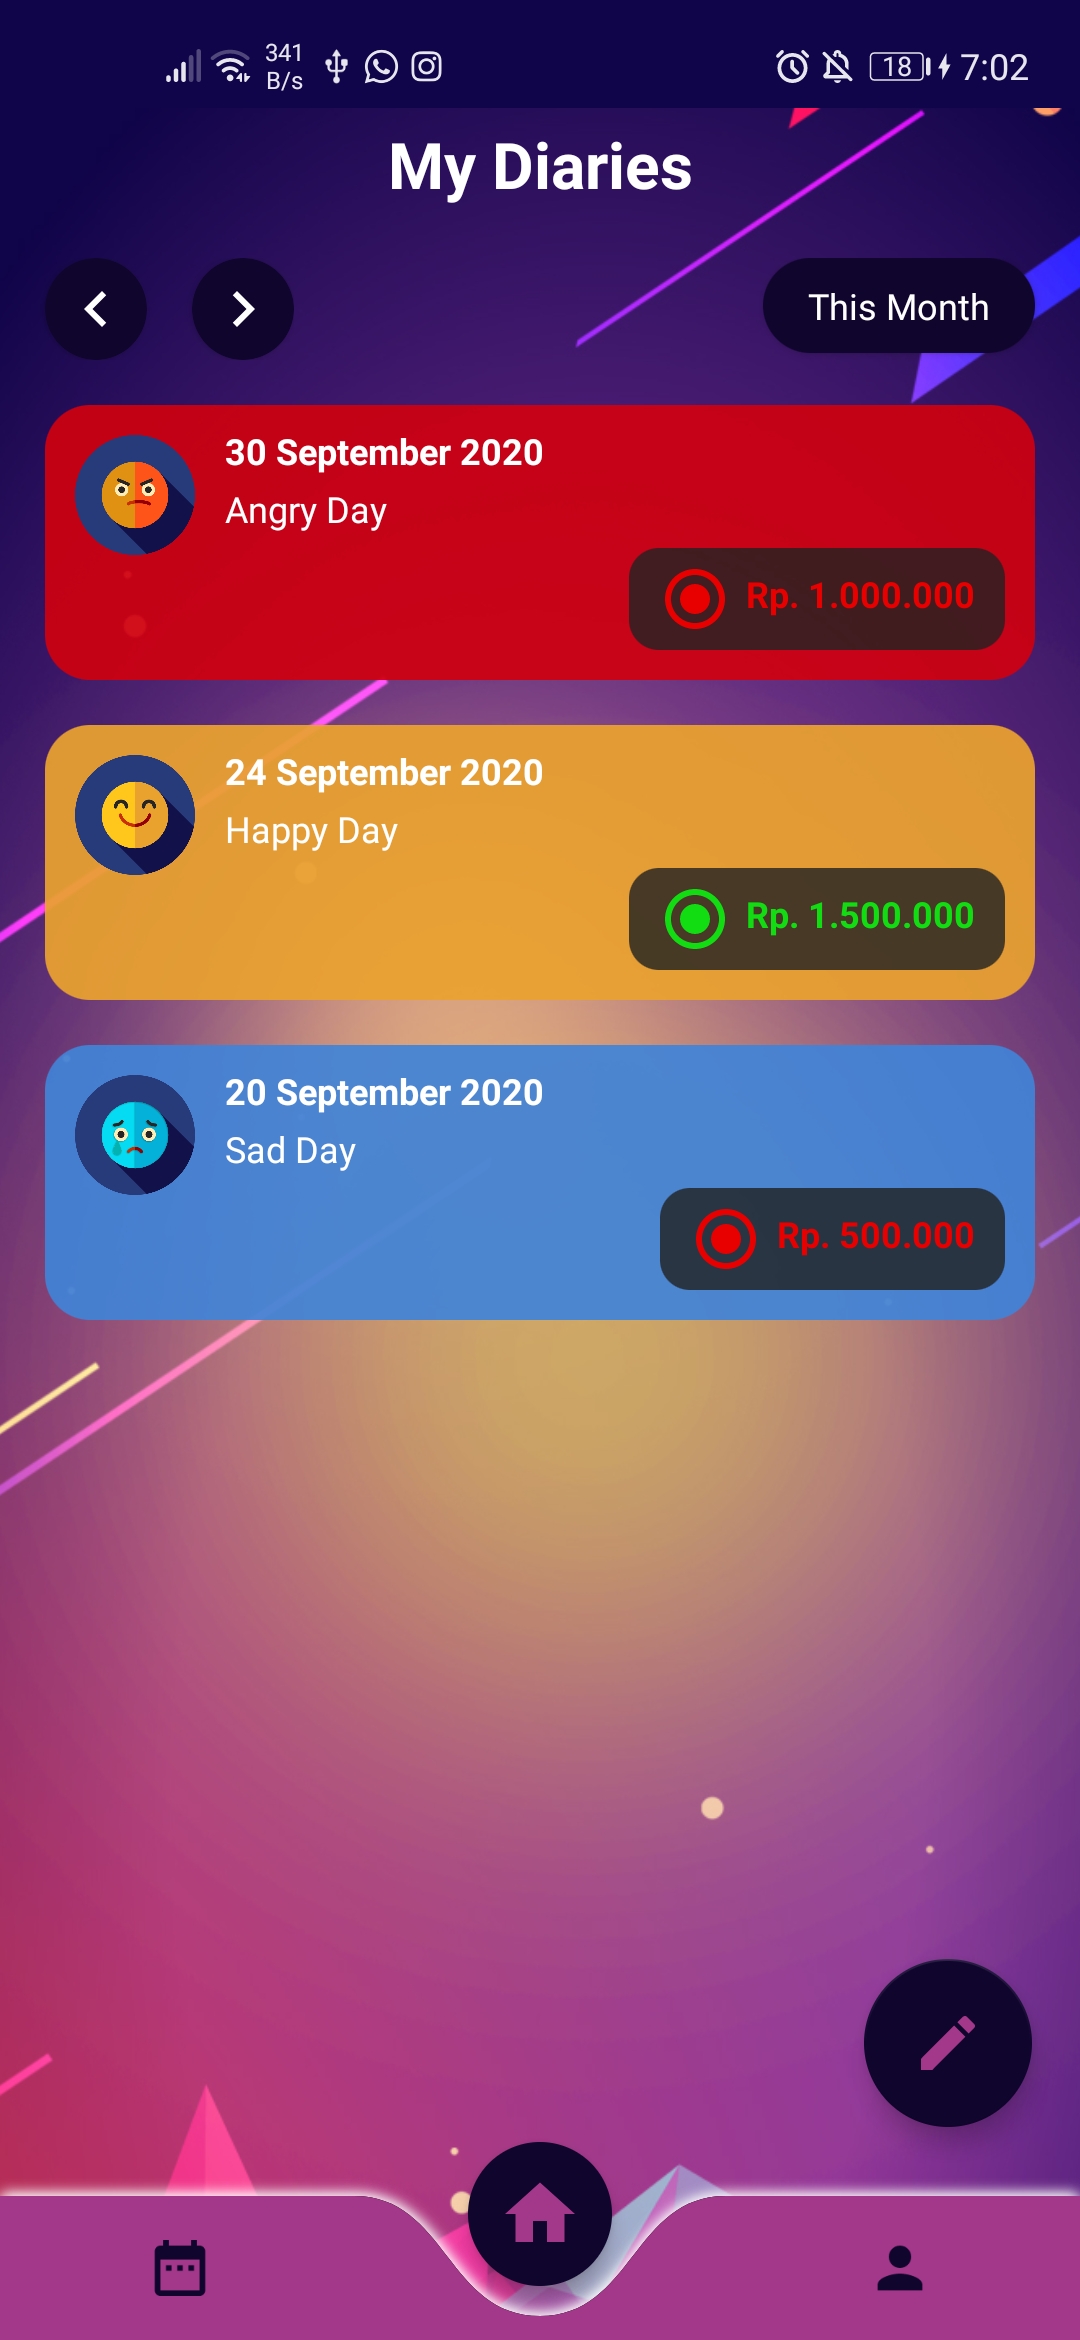 341
B/s
18
7:02
My Diaries
This Month
30 September 2020
Angry Day
Rp. 1.000.000
24 September 2020
Happy Day
Rp. 1.500.000
20 September 2020
Sad Day
Rp. 500.000